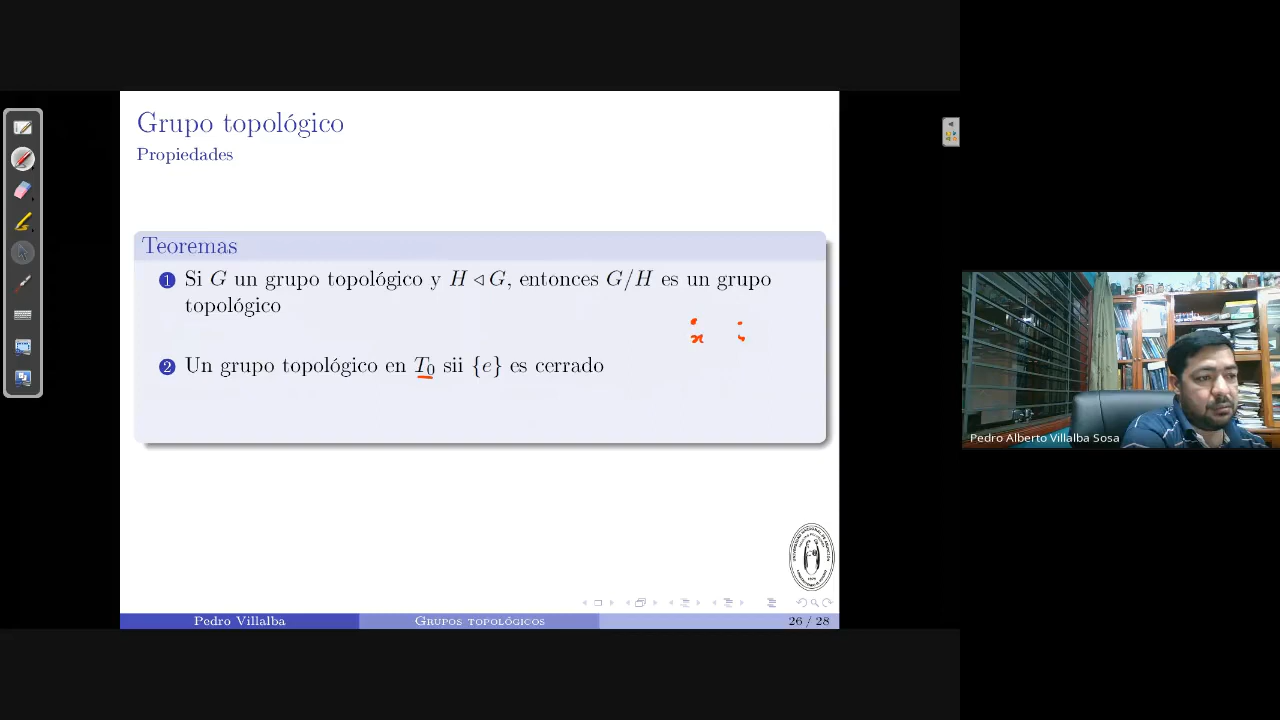 Grupo topológico
Propiedades
Teoremas
1 Si G un grupo topológico y H ◁ G, entonces G/H es un grupo
topológico
x
2 Un grupo topológico en T₀ sii {e} es cerrado
Pedro Alberto Villalba Sosa
Pedro Villalba
Grupos topológicos
26 / 28